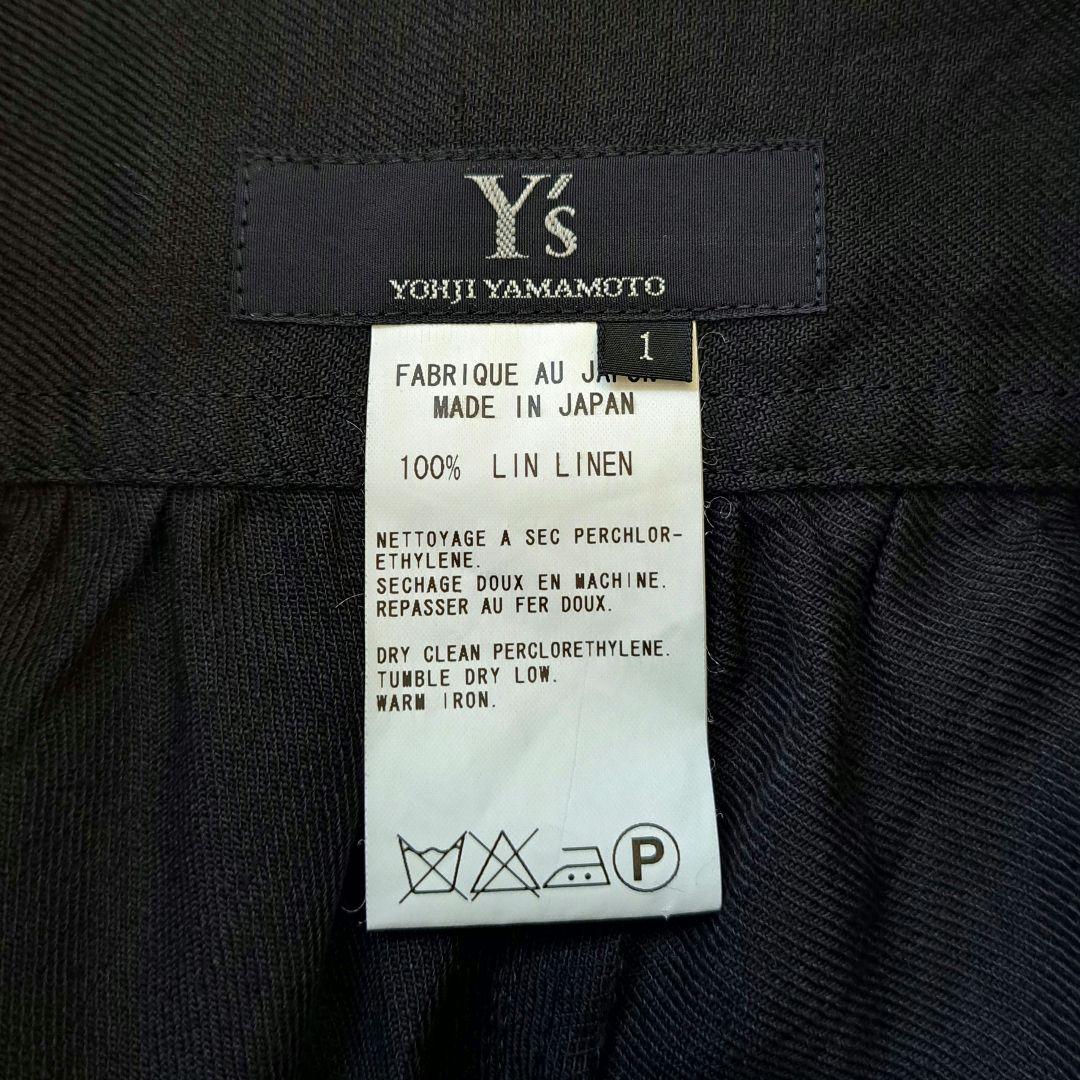 Y's
YOHJI YAMAMOTO
1
FABRIQUE AU JAPON
MADE IN JAPAN
100% LIN LINEN
NETTOYAGE A SEC PERCHLOR-
ETHYLENE.
SECHAGE DOUX EN MACHINE.
REPASSER AU FER DOUX.
DRY CLEAN PERCLORETHYLENE.
TUMBLE DRY LOW.
WARM IRON.
P